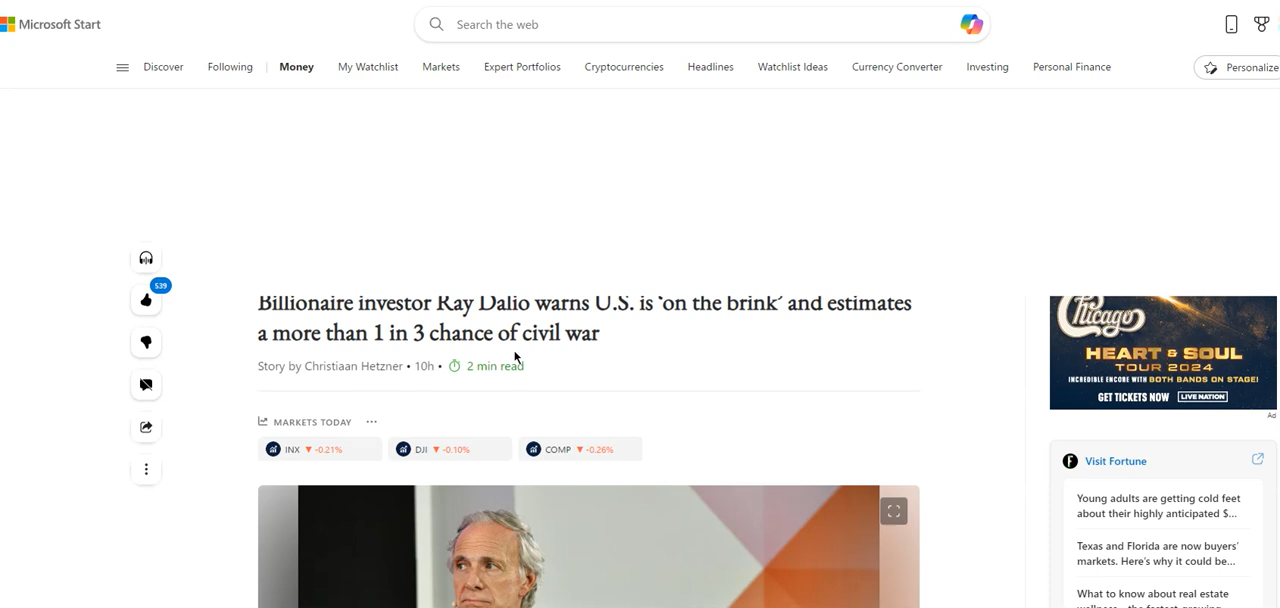 Microsoft Start
Search the web
Discover
Following
Money
My Watchlist
Markets
Expert Portfolios
Cryptocurrencies
Headlines
Watchlist Ideas
Currency Converter
Investing
Personal Finance
Personalize
539
Billionaire investor Ray Dalio warns U.S. is 'on the brink' and estimates
a more than 1 in 3 chance of civil war
Story by Christiaan Hetzner • 10h • 2 min read
MARKETS TODAY ...
INX ▼ -0.21%
DJI ▼ -0.10%
COMP ▼ -0.26%
Chicago
HEART & SOUL
TOUR 2024
INCREDIBLE ENCORE WITH BOTH BANDS ON STAGE!
GET TICKETS NOW LIVE NATION
Ad
F Visit Fortune
Young adults are getting cold feet
about their highly anticipated $...
Texas and Florida are now buyers'
markets. Here's why it could be...
What to know about real estate
wellness – the fastest growing